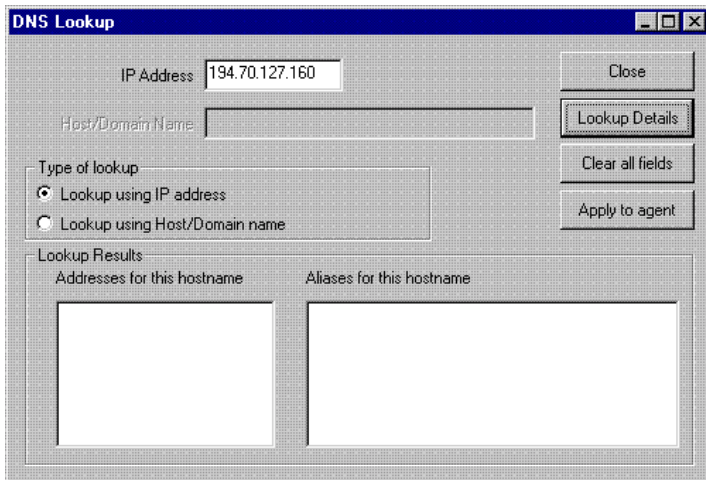 DNS Lookup
IP Address 194.70.127.160
Close
Host/Domain Name
Lookup Details
Type of lookup
Clear all fields
Lookup using IP address
Lookup using Host/Domain name
Apply to agent
Lookup Results
Addresses for this hostname Aliases for this hostname